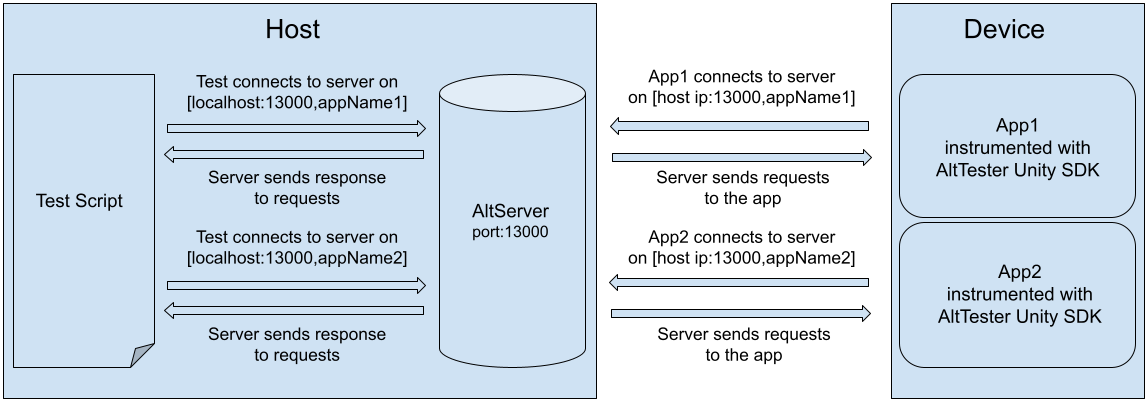 Host
Device
Test Script
Test connects to server on
[localhost:13000,appName1]
Server sends response
to requests
Test connects to server on
[localhost:13000,appName2]
Server sends response
to requests
AltServer
port:13000
App1 connects to server
on [host ip:13000,appName1]
Server sends requests
to the app
App2 connects to server
on [host ip:13000,appName2]
Server sends requests
to the app
App1
instrumented with
AltTester Unity SDK
App2
instrumented with
AltTester Unity SDK